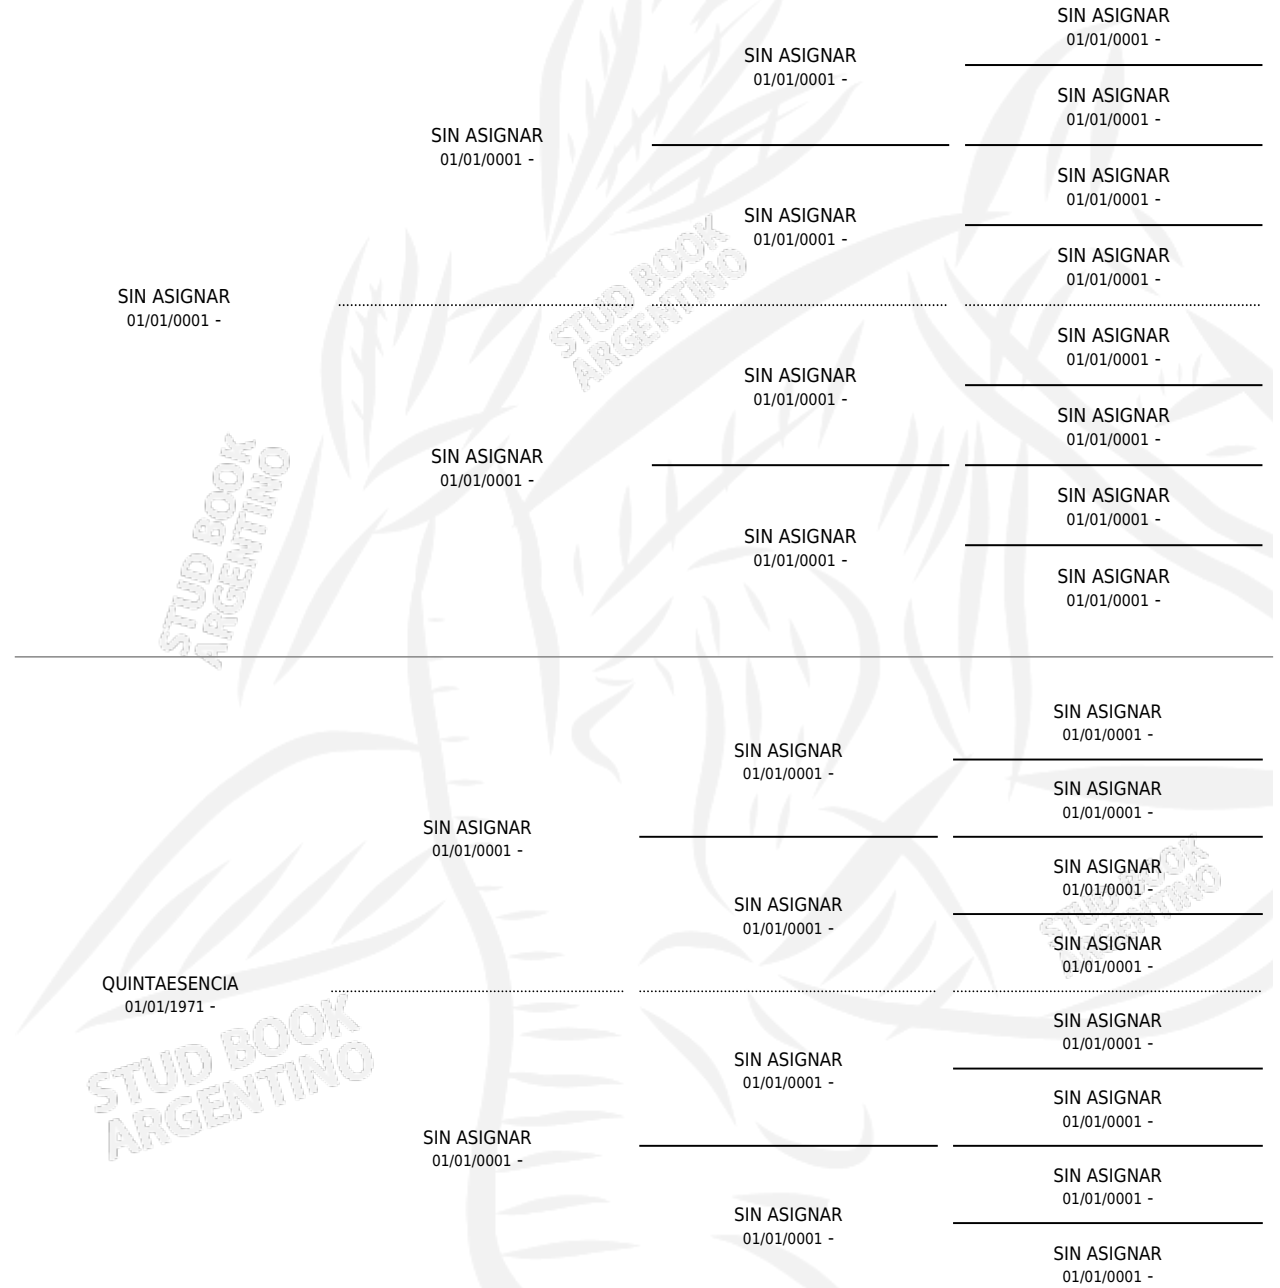 SIN ASIGNAR
01/01/0001 -
SIN ASIGNAR
01/01/0001 -
SIN ASIGNAR
01/01/0001 -
SIN ASIGNAR
01/01/0001 -
SIN ASIGNAR
01/01/0001 -
SIN ASIGNAR
01/01/0001 -
SIN ASIGNAR
01/01/0001 -
SIN ASIGNAR
01/01/0001 -
STUD BOOK
ARGENTINO
SIN ASIGNAR
01/01/0001 -
SIN ASIGNAR
01/01/0001 -
SIN ASIGNAR
01/01/0001 -
SIN ASIGNAR
01/01/0001 -
SIN ASIGNAR
01/01/0001 -
SIN ASIGNAR
01/01/0001 -
SIN ASIGNAR
01/01/0001 -
STUD BOOK
ARGENTINO
SIN ASIGNAR
01/01/0001 -
SIN ASIGNAR
01/01/0001 -
SIN ASIGNAR
01/01/0001 -
SIN ASIGNAR
01/01/0001 -
SIN ASIGNAR
01/01/0001 -
SIN ASIGNAR
01/01/0001 -
SIN ASIGNAR
01/01/0001 -
STUD BOOK
ARGENTINO
SIN ASIGNAR
01/01/0001 -
QUINTAESENCIA
01/01/1971 -
STUD BOOK
ARGENTINO
SIN ASIGNAR
01/01/0001 -
SIN ASIGNAR
01/01/0001 -
SIN ASIGNAR
01/01/0001 -
SIN ASIGNAR
01/01/0001 -
SIN ASIGNAR
01/01/0001 -
SIN ASIGNAR
01/01/0001 -
SIN ASIGNAR
01/01/0001 -